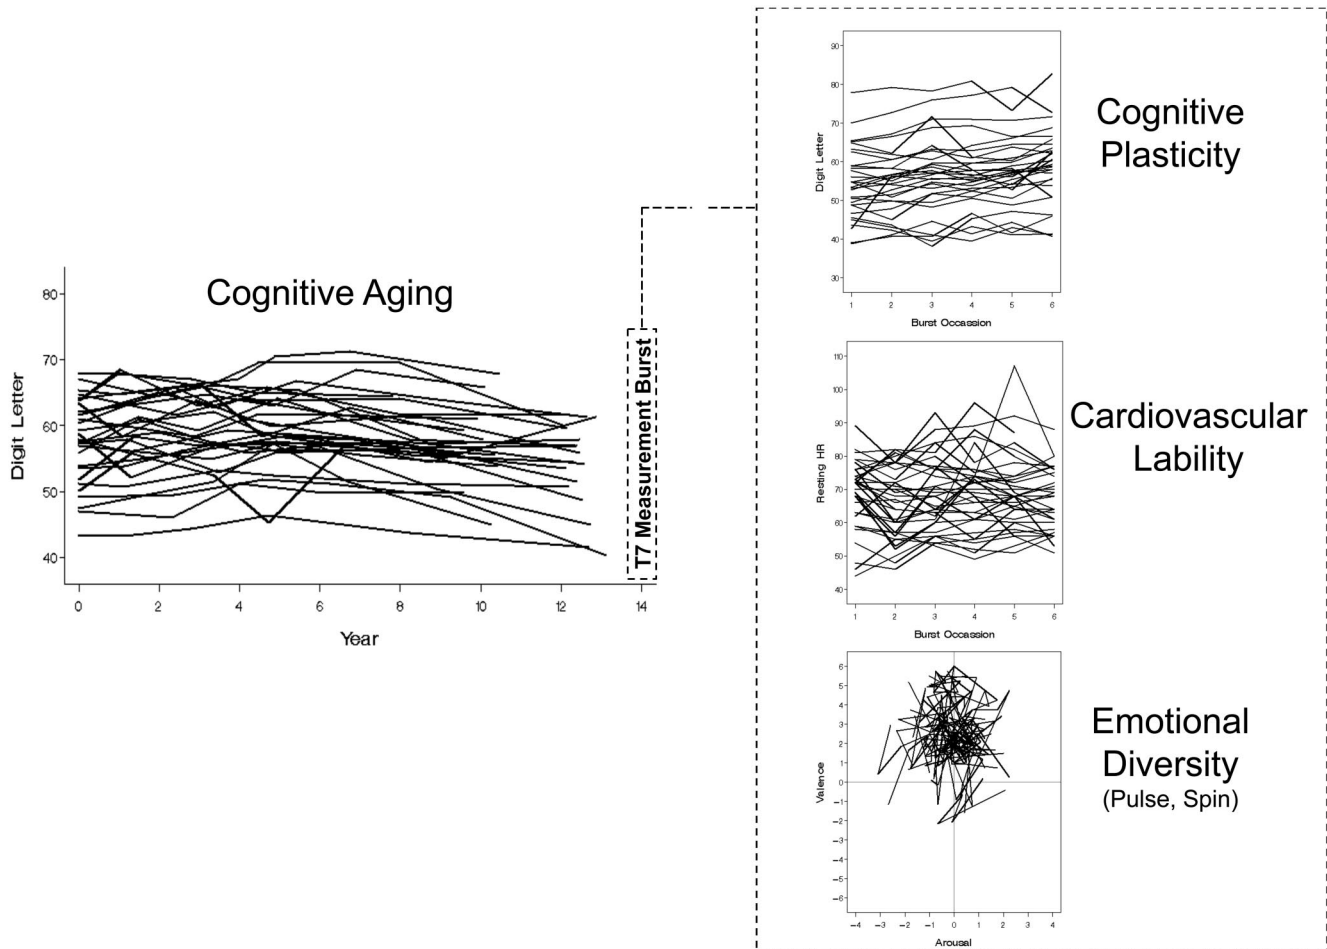 Cognitive Aging
Digit Letter
80
70
60
50
40
0 2 4 6 8 10 12 14
Year
T7 Measurement Burst
Cognitive
Plasticity
Digit Letter
90
80
70
60
50
40
30
1 2 3 4 5 6
Burst Occassion
Cardiovascular
Lability
Resting HR
110
100
90
80
70
60
50
40
1 2 3 4 5 6
Burst Occassion
Emotional
Diversity
(Pulse, Spin)
Valence
6
5
4
3
2
1
0
−1
−2
−3
−4
−5
−6
−4 −3 −2 −1 0 1 2 3 4
Arousal